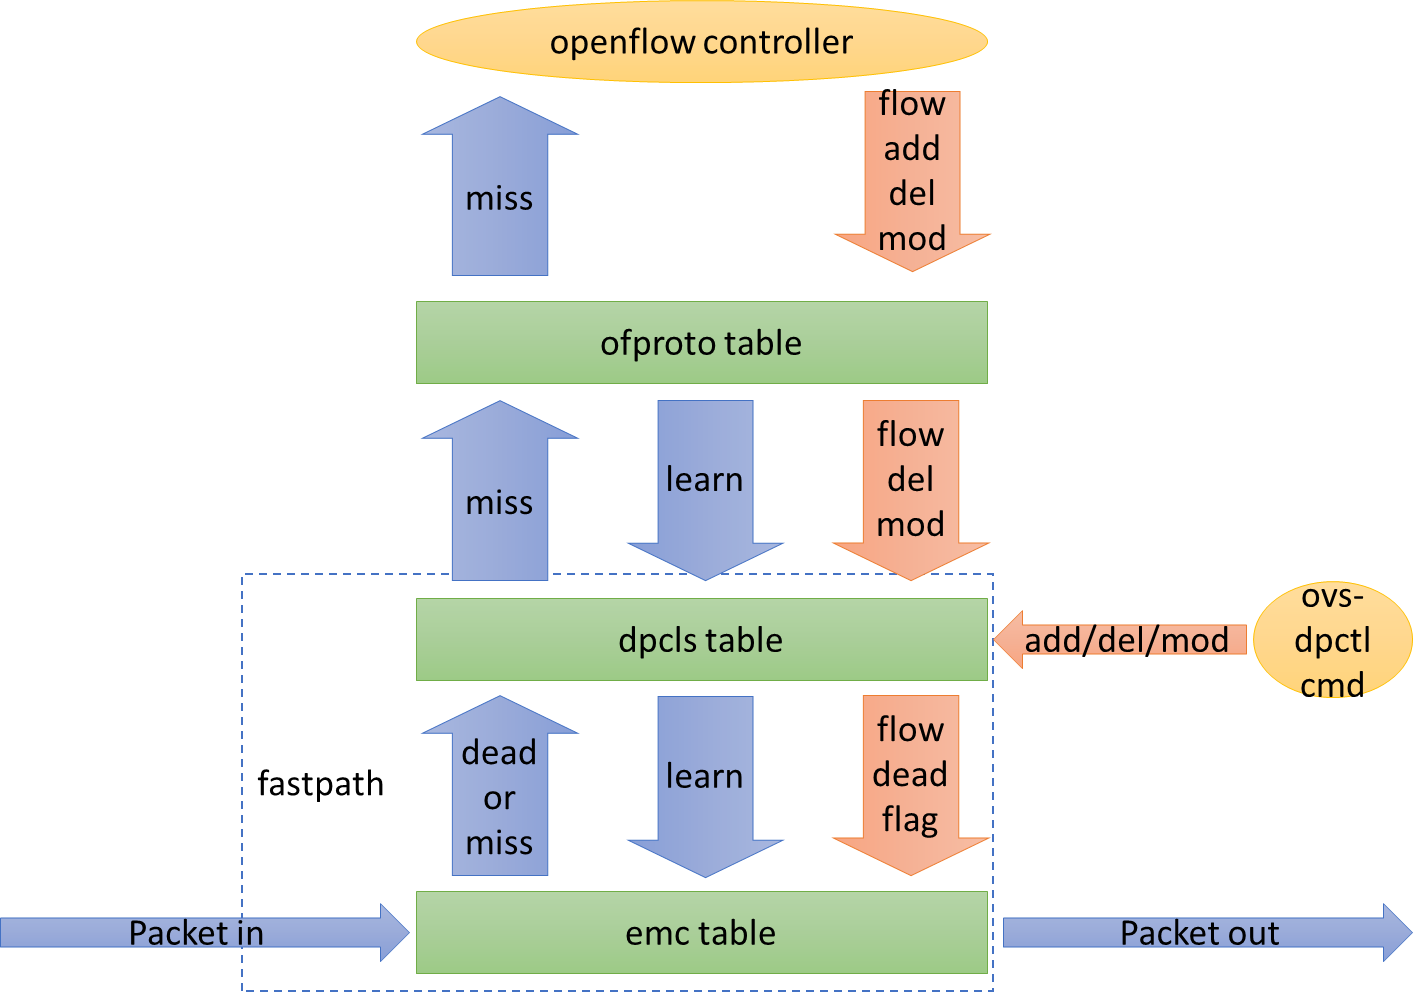 openflow controller
miss
flow
add
del
mod
ofproto table
miss
learn
flow
del
mod
dpcls table
add/del/mod
ovs-
dpctl
cmd
fastpath
dead
or
miss
learn
flow
dead
flag
Packet in
emc table
Packet out